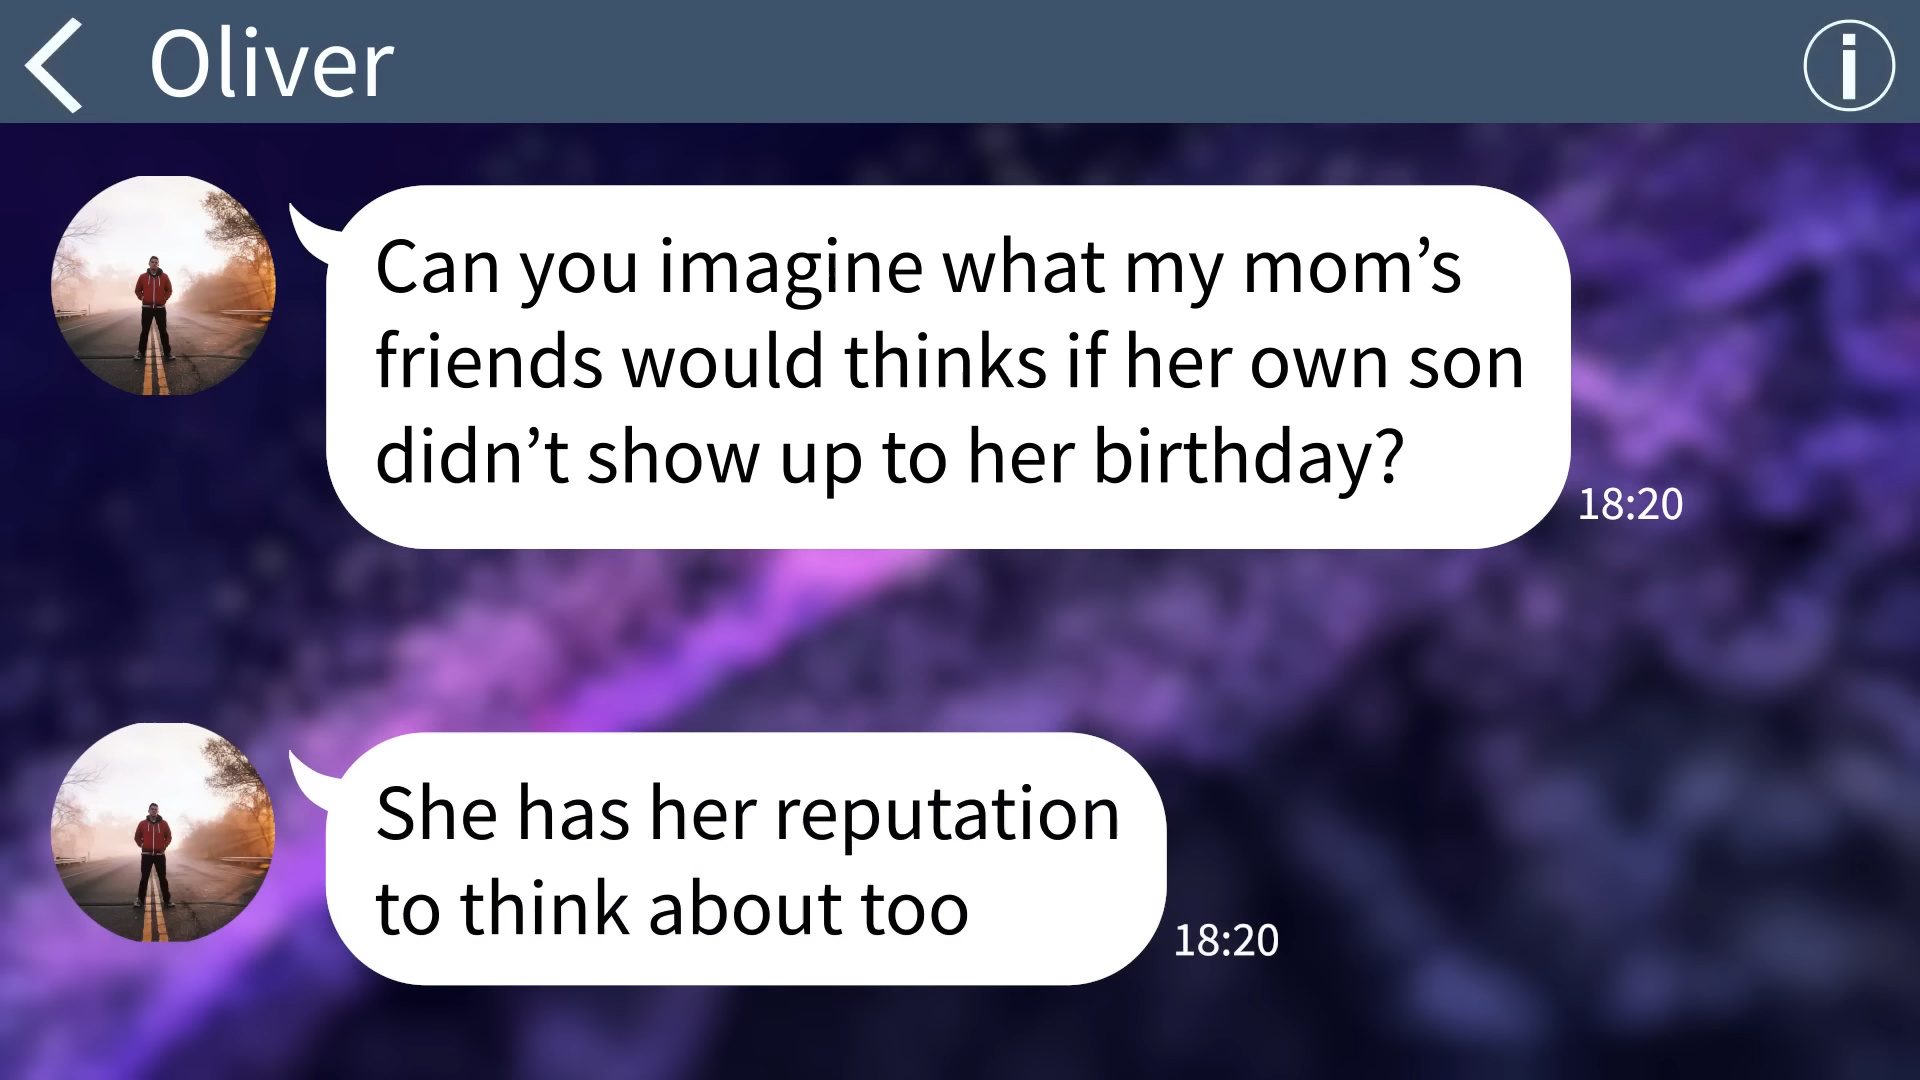 Oliver
Can you imagine what my mom’s
friends would thinks if her own son
didn’t show up to her birthday?
18:20
She has her reputation
to think about too
18:20